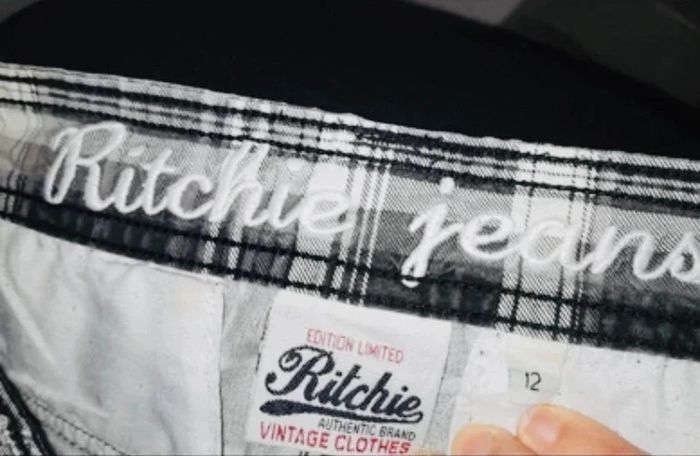 Ritchie jeans
EDITION LIMITED
Ritchie
AUTHENTIC BRAND
VINTAGE CLOTHES
12